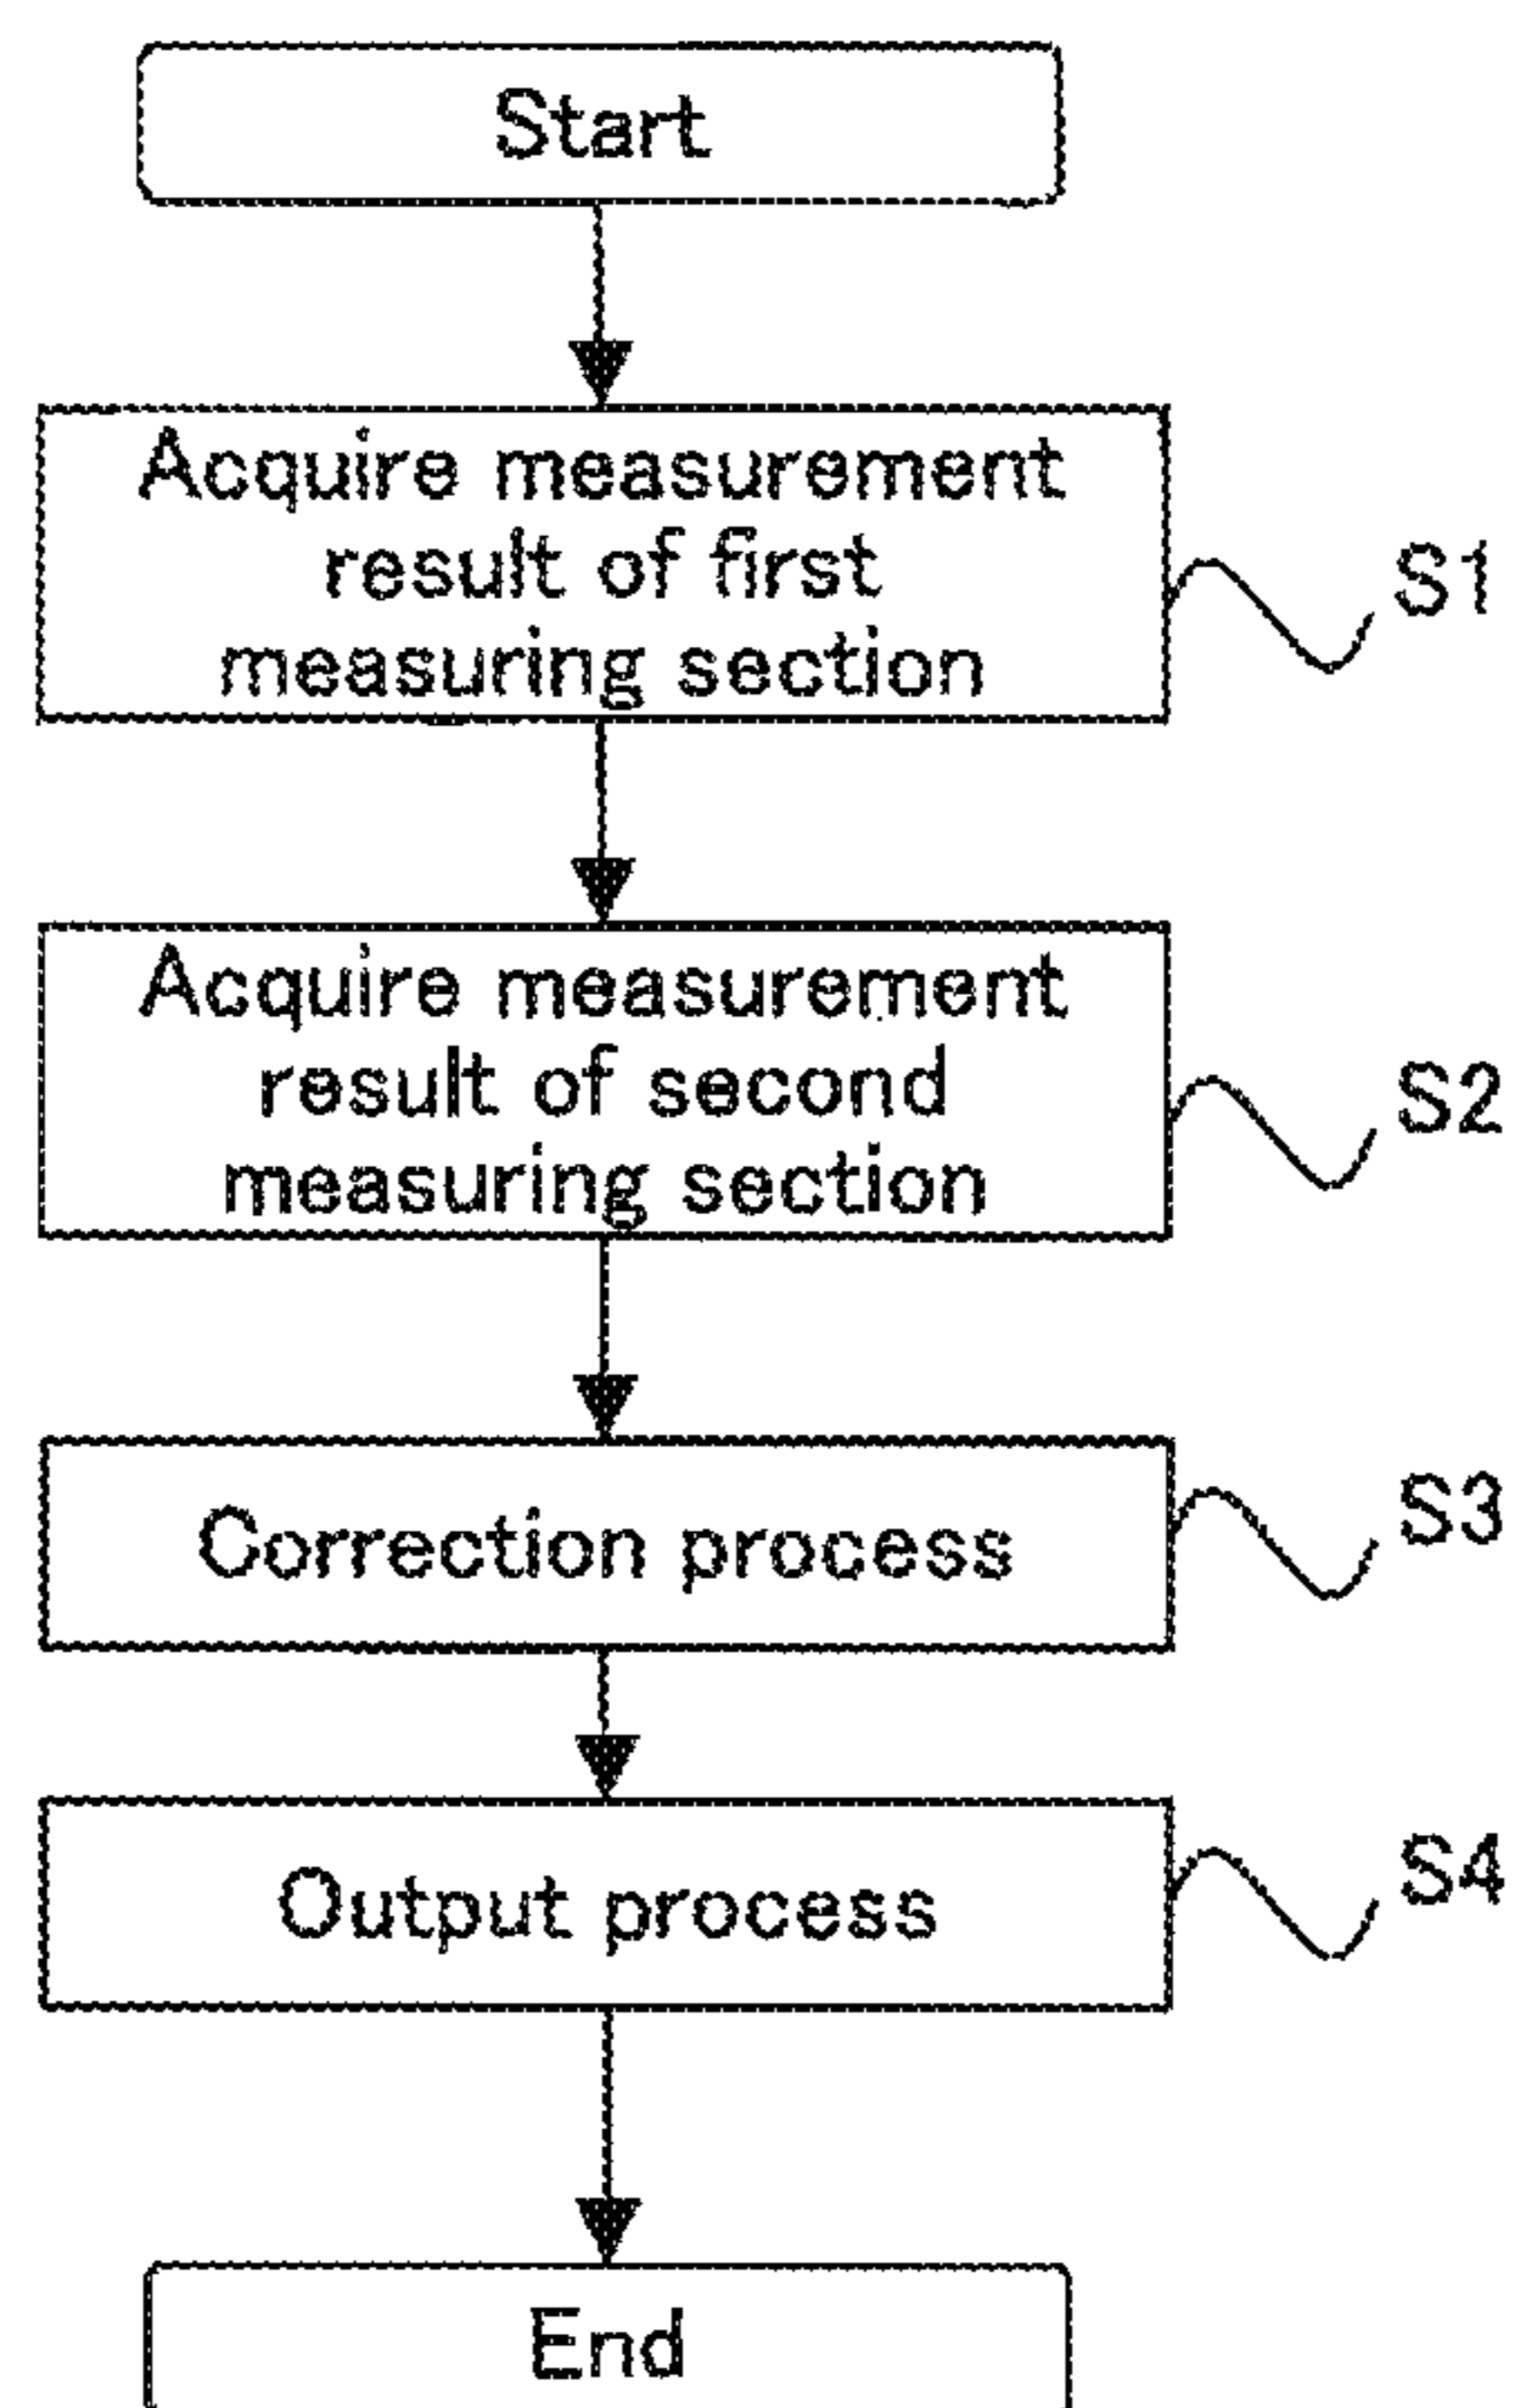 Start
Acquire measurement
result of first
measuring section
S1
Acquire measurement
result of second
measuring section
S2
Correction process
S3
Output process
S4
End